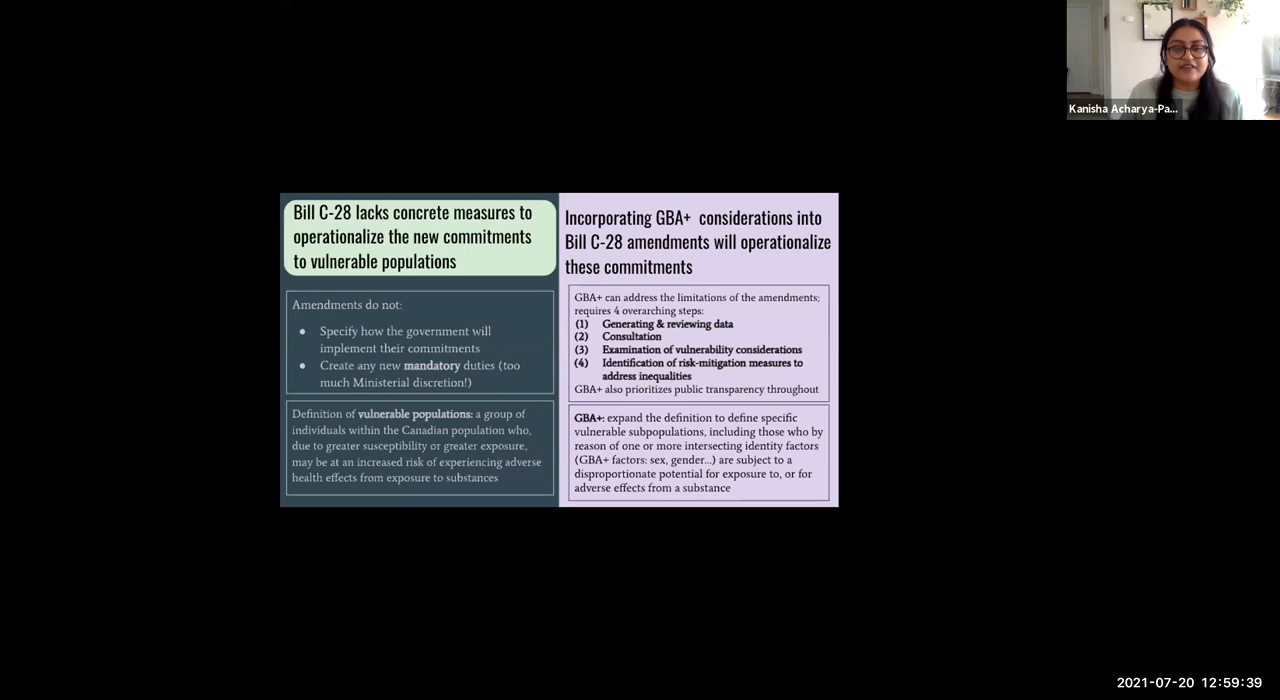 Kanisha Acharya-Pa...
Bill C-28 lacks concrete measures to
operationalize the new commitments
to vulnerable populations
Amendments do not:
● Specify how the government will
implement their commitments
● Create any new mandatory duties (too
much Ministerial discretion!)
Definition of vulnerable populations: a group of
individuals within the Canadian population who,
due to greater susceptibility or greater exposure,
may be at an increased risk of experiencing adverse
health effects from exposure to substances
Incorporating GBA+ considerations into
Bill C-28 amendments will operationalize
these commitments
GBA+ can address the limitations of the amendments;
requires 4 overarching steps:
(1) Generating & reviewing data
(2) Consultation
(3) Examination of vulnerability considerations
(4) Identification of risk-mitigation measures to
address inequalities
GBA+ also prioritizes public transparency throughout
GBA+: expand the definition to define specific
vulnerable subpopulations, including those who by
reason of one or more intersecting identity factors
(GBA+ factors: sex, gender...) are subject to a
disproportionate potential for exposure to, or for
adverse effects from a substance
2021-07-20 12:59:39